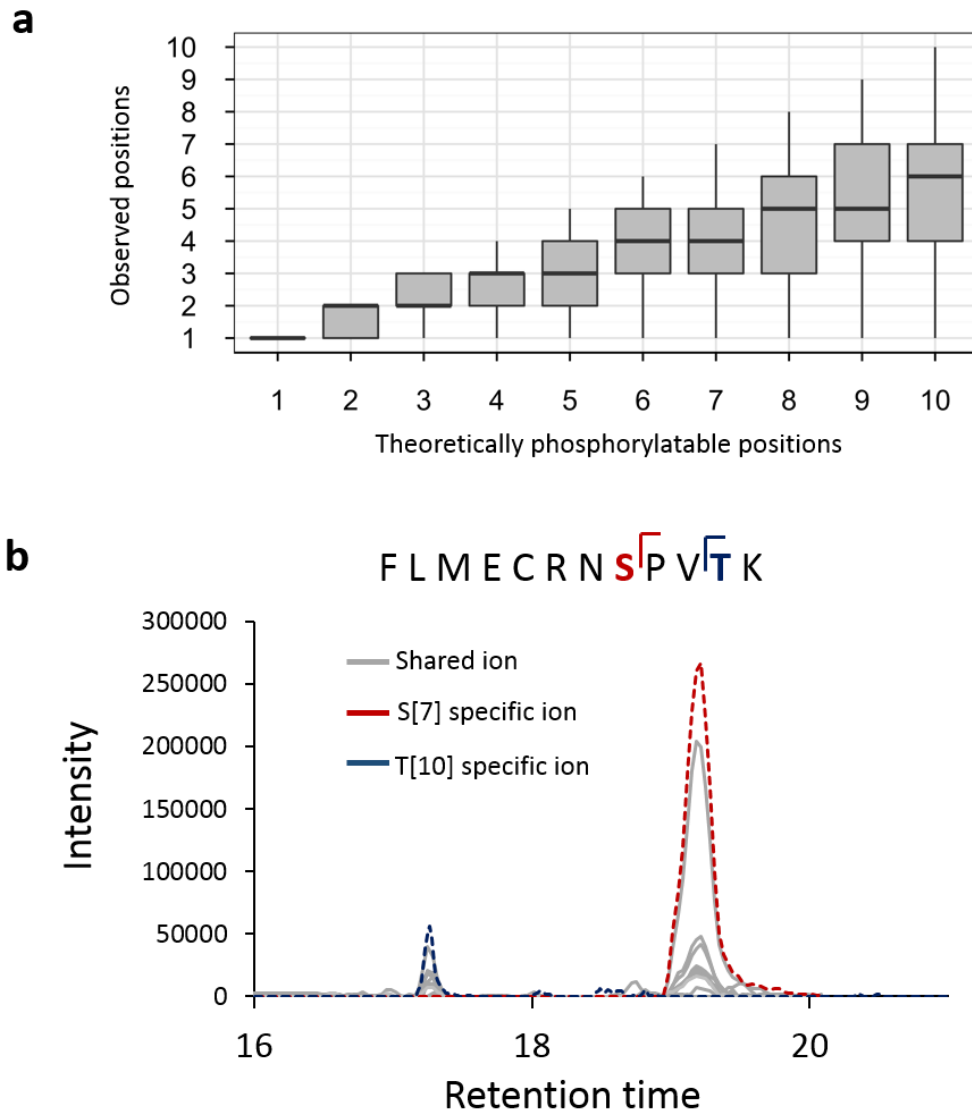 a
Observed positions
10
9
8
7
6
5
4
3
2
1
1 2 3 4 5 6 7 8 9 10
Theoretically phosphorylatable positions
b
F L M E C R N S P V T K
Intensity
300000
250000
200000
150000
100000
50000
0
Shared ion
S[7] specific ion
T[10] specific ion
16 18 20
Retention time